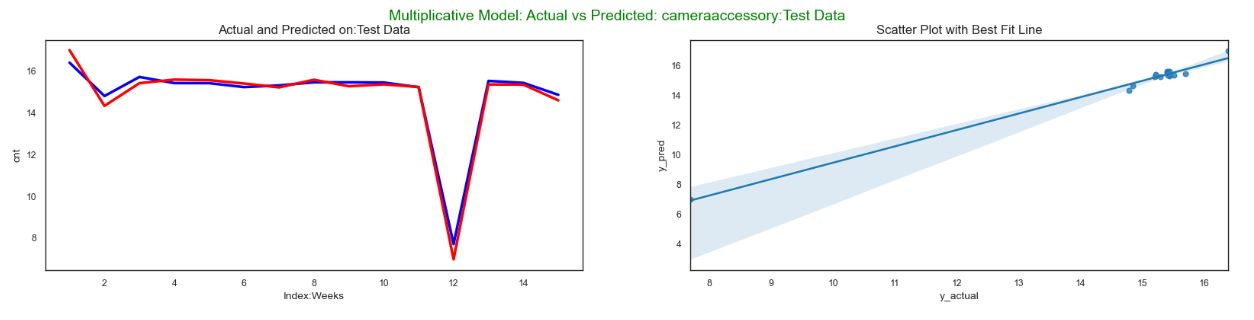 Multiplicative Model: Actual vs Predicted: cameraaccessory:Test Data
Actual and Predicted on:Test Data
16
14
12
10
8
cnt
2 4 6 8 10 12 14
Index:Weeks
Scatter Plot with Best Fit Line
16
14
12
10
8
6
4
y_pred
8 9 10 11 12 13 14 15 16
y_actual